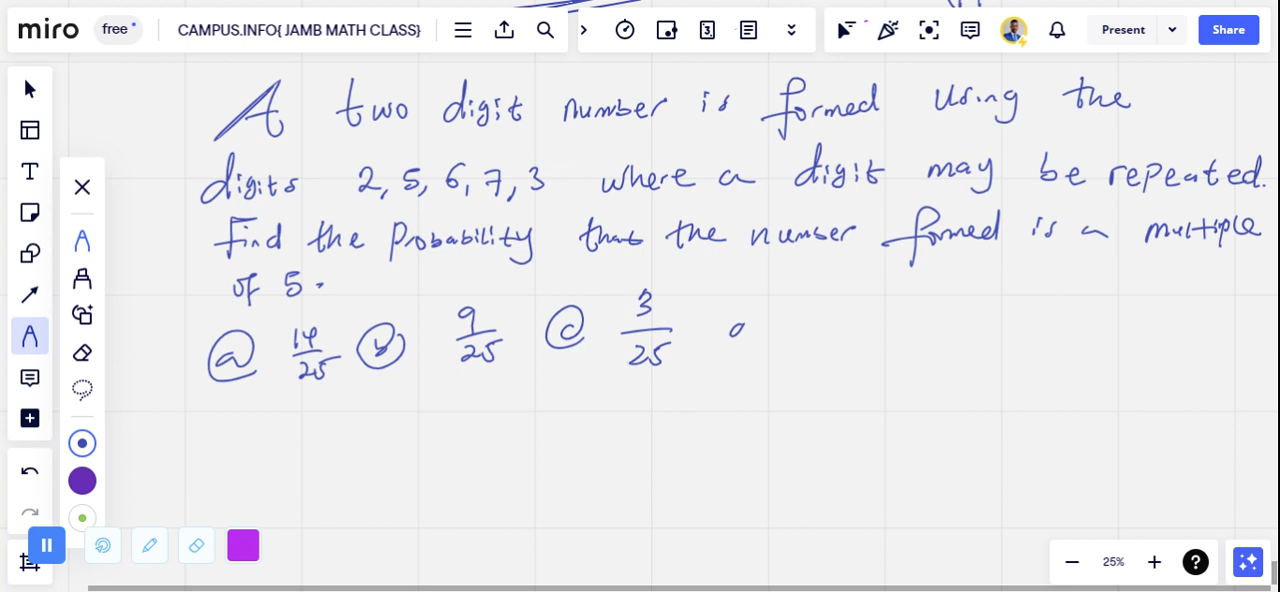 miro free CAMPUS.INFO{ JAMB MATH CLASS} Present Share
A two digit number is formed using the
digits 2, 5, 6, 7, 3 where a digit may be repeated.
Find the probability that the number formed is a multiple
of 5.
(a) 14/25 (b) 9/25 (c) 3/25
25%